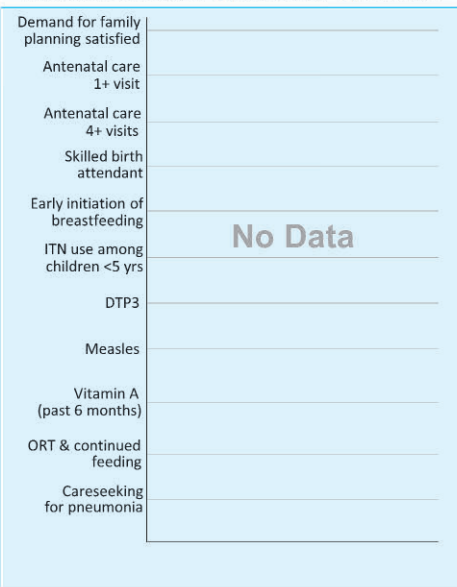 Demand for family
planning satisfied
Antenatal care
1+ visit
Antenatal care
4+ visits
Skilled birth
attendant
Early initiation of
breastfeeding
No Data
ITN use among
children <5 yrs
DTP3
Measles
Vitamin A
(past 6 months)
ORT & continued
feeding
Careseeking
for pneumonia